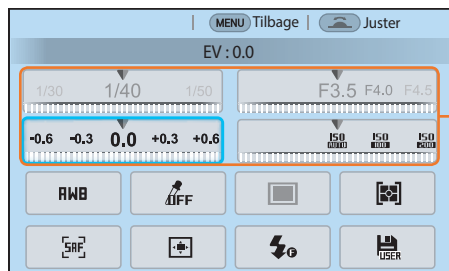 MENU Tilbage | Juster
EV : 0.0
1/30 1/40 1/50 F3.5 F4.0 F4.5
-0.6 -0.3 0.0 +0.3 +0.6 ISO AUTO ISO 100 ISO 200
AWB OFF
SAF USER